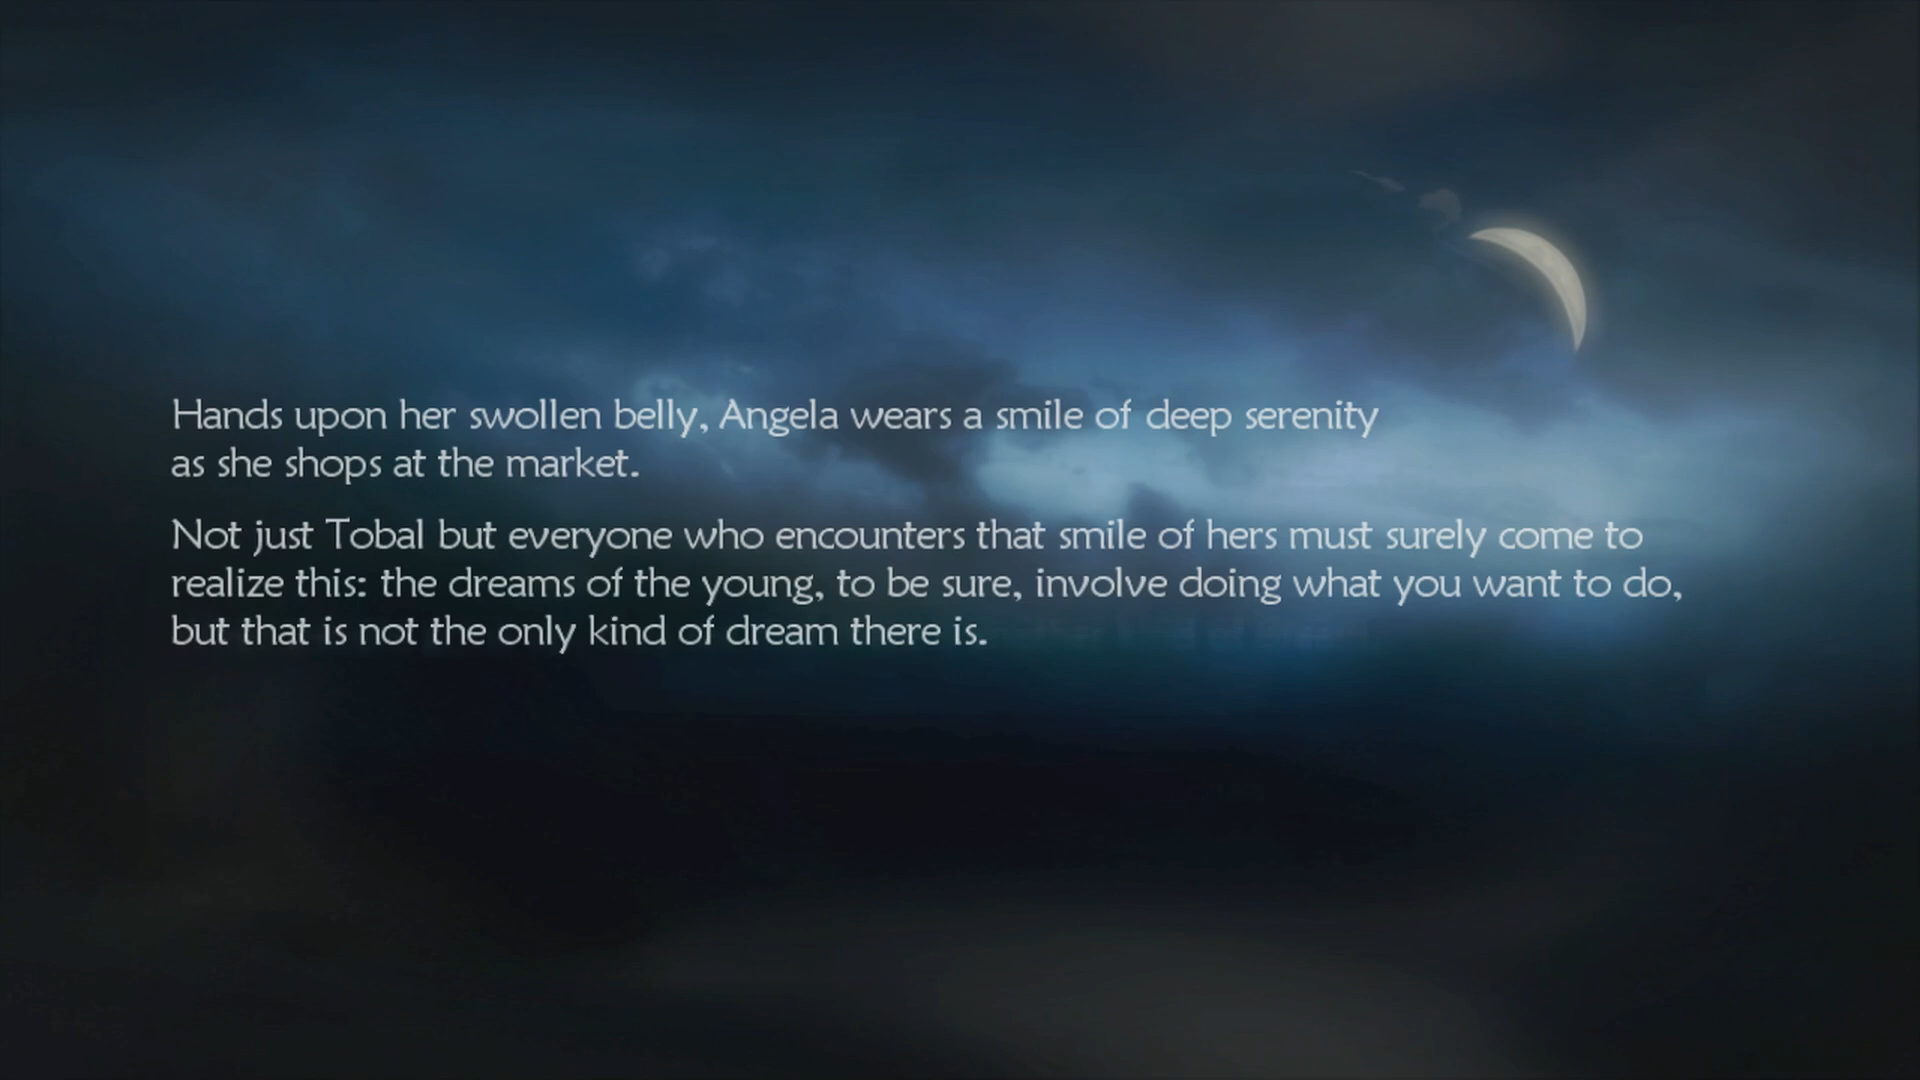 Hands upon her swollen belly, Angela wears a smile of deep serenity
as she shops at the market.
Not just Tobal but everyone who encounters that smile of hers must surely come to
realize this: the dreams of the young, to be sure, involve doing what you want to do,
but that is not the only kind of dream there is.